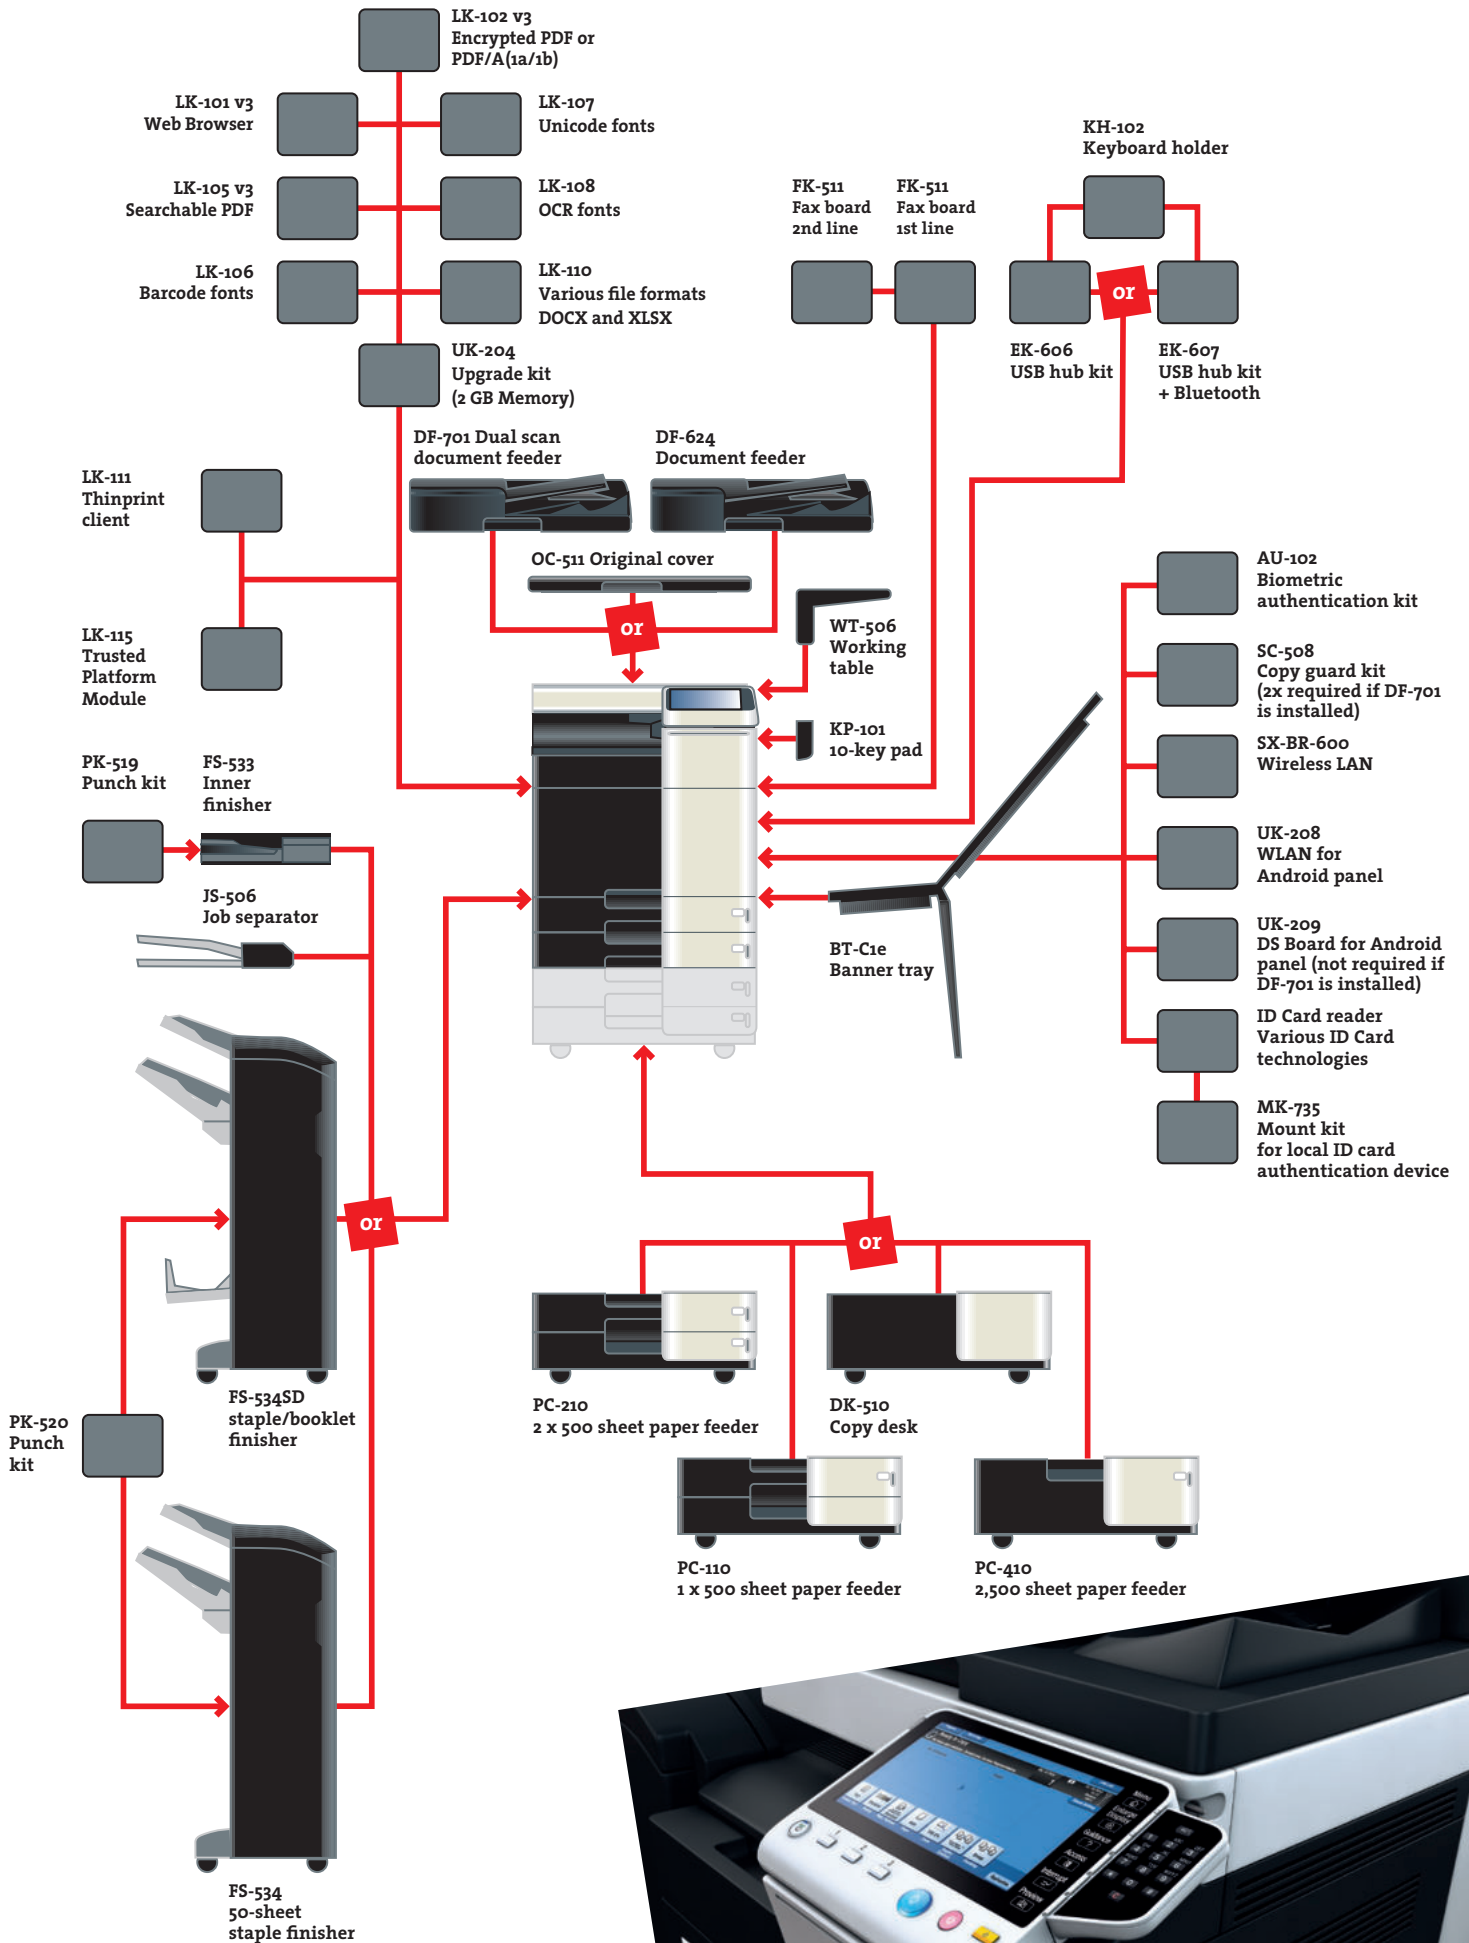 LK-102 v3
Encrypted PDF or
PDF/A(1a/1b)
LK-101 v3
Web Browser
LK-107
Unicode fonts
LK-105 v3
Searchable PDF
LK-108
OCR fonts
LK-106
Barcode fonts
LK-110
Various file formats
DOCX and XLSX
UK-204
Upgrade kit
(2 GB Memory)
KH-102
Keyboard holder
FK-511
Fax board
2nd line
FK-511
Fax board
1st line
or
EK-606
USB hub kit
EK-607
USB hub kit
+ Bluetooth
DF-701 Dual scan
document feeder
DF-624
Document feeder
LK-111
Thinprint
client
OC-511 Original cover
or
LK-115
Trusted
Platform
Module
WT-506
Working
table
KP-101
10-key pad
AU-102
Biometric
authentication kit
SC-508
Copy guard kit
(2x required if DF-701
is installed)
SX-BR-600
Wireless LAN
UK-208
WLAN for
Android panel
UK-209
DS Board for Android
panel (not required if
DF-701 is installed)
ID Card reader
Various ID Card
technologies
MK-735
Mount kit
for local ID card
authentication device
PK-519
Punch kit
FS-533
Inner
finisher
JS-506
Job separator
BT-C1e
Banner tray
or
or
FS-534SD
staple/booklet
finisher
PK-520
Punch
kit
PC-210
2 x 500 sheet paper feeder
DK-510
Copy desk
PC-110
1 x 500 sheet paper feeder
PC-410
2,500 sheet paper feeder
FS-534
50-sheet
staple finisher
Menu
Enlarge
Display
Guidance
Access
Interrupt
Preview